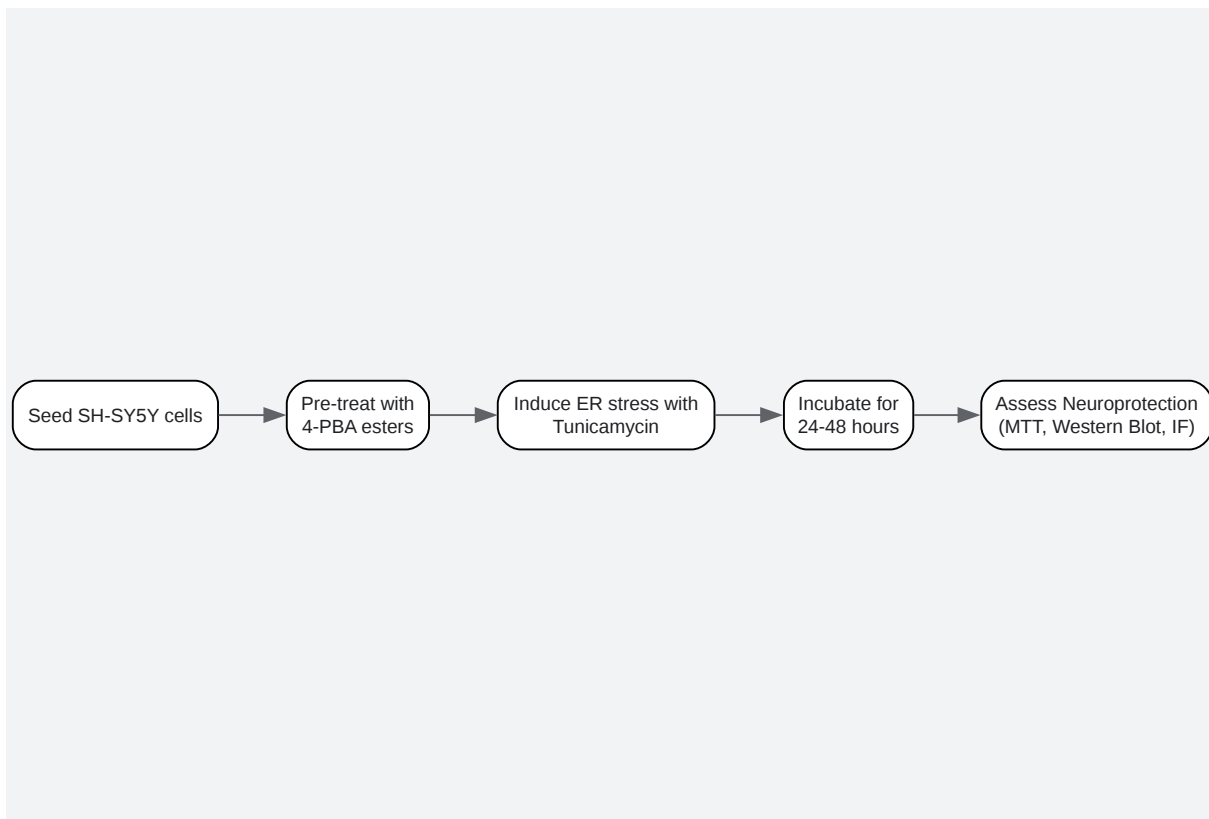 Seed SH-SY5Y cells
Pre-treat with
4-PBA esters
Induce ER stress with
Tunicamycin
Incubate for
24-48 hours
Assess Neuroprotection
(MTT, Western Blot, IF)